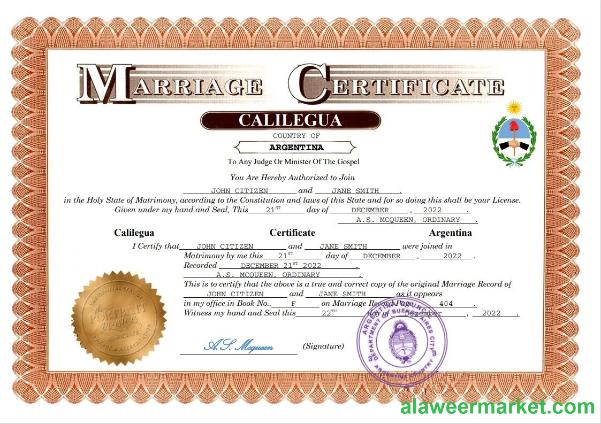 MARRIAGE CERTIFICATE
CALILEGUA
COUNTRY OF
ARGENTINA
To Any Judge Or Minister Of The Gospel
You Are Hereby Authorized to Join
JOHN CITIZEN and JANE SMITH .
in the Holy State of Matrimony, according to the Constitution and laws of this State and for so doing this shall be your License.
Given under my hand and Seal, This 21ST day of DECEMBER , 2022 .
A.S. MCQUEEN, ORDINARY .
Calilegua Certificate Argentina
I Certify that JOHN CITIZEN and JANE SMITH were joined in
Matrimony by me this 21ST day of DECEMBER , 2022 .
Recorded DECEMBER 21ST 2022 .
A.S. MCQUEEN, ORDINARY .
This is to certify that the above is a true and correct copy of the original Marriage Record of
JOHN CITIZEN and JANE SMITH as it appears
in my office in Book No.. F on Marriage Record Page 404 .
Witness my hand and Seal this 22ST day of December , 2022 .
A.S. Mcqueen (Signature)
DEPARTMENT OF BUENOS AIRES CITY
alaweermarket.com